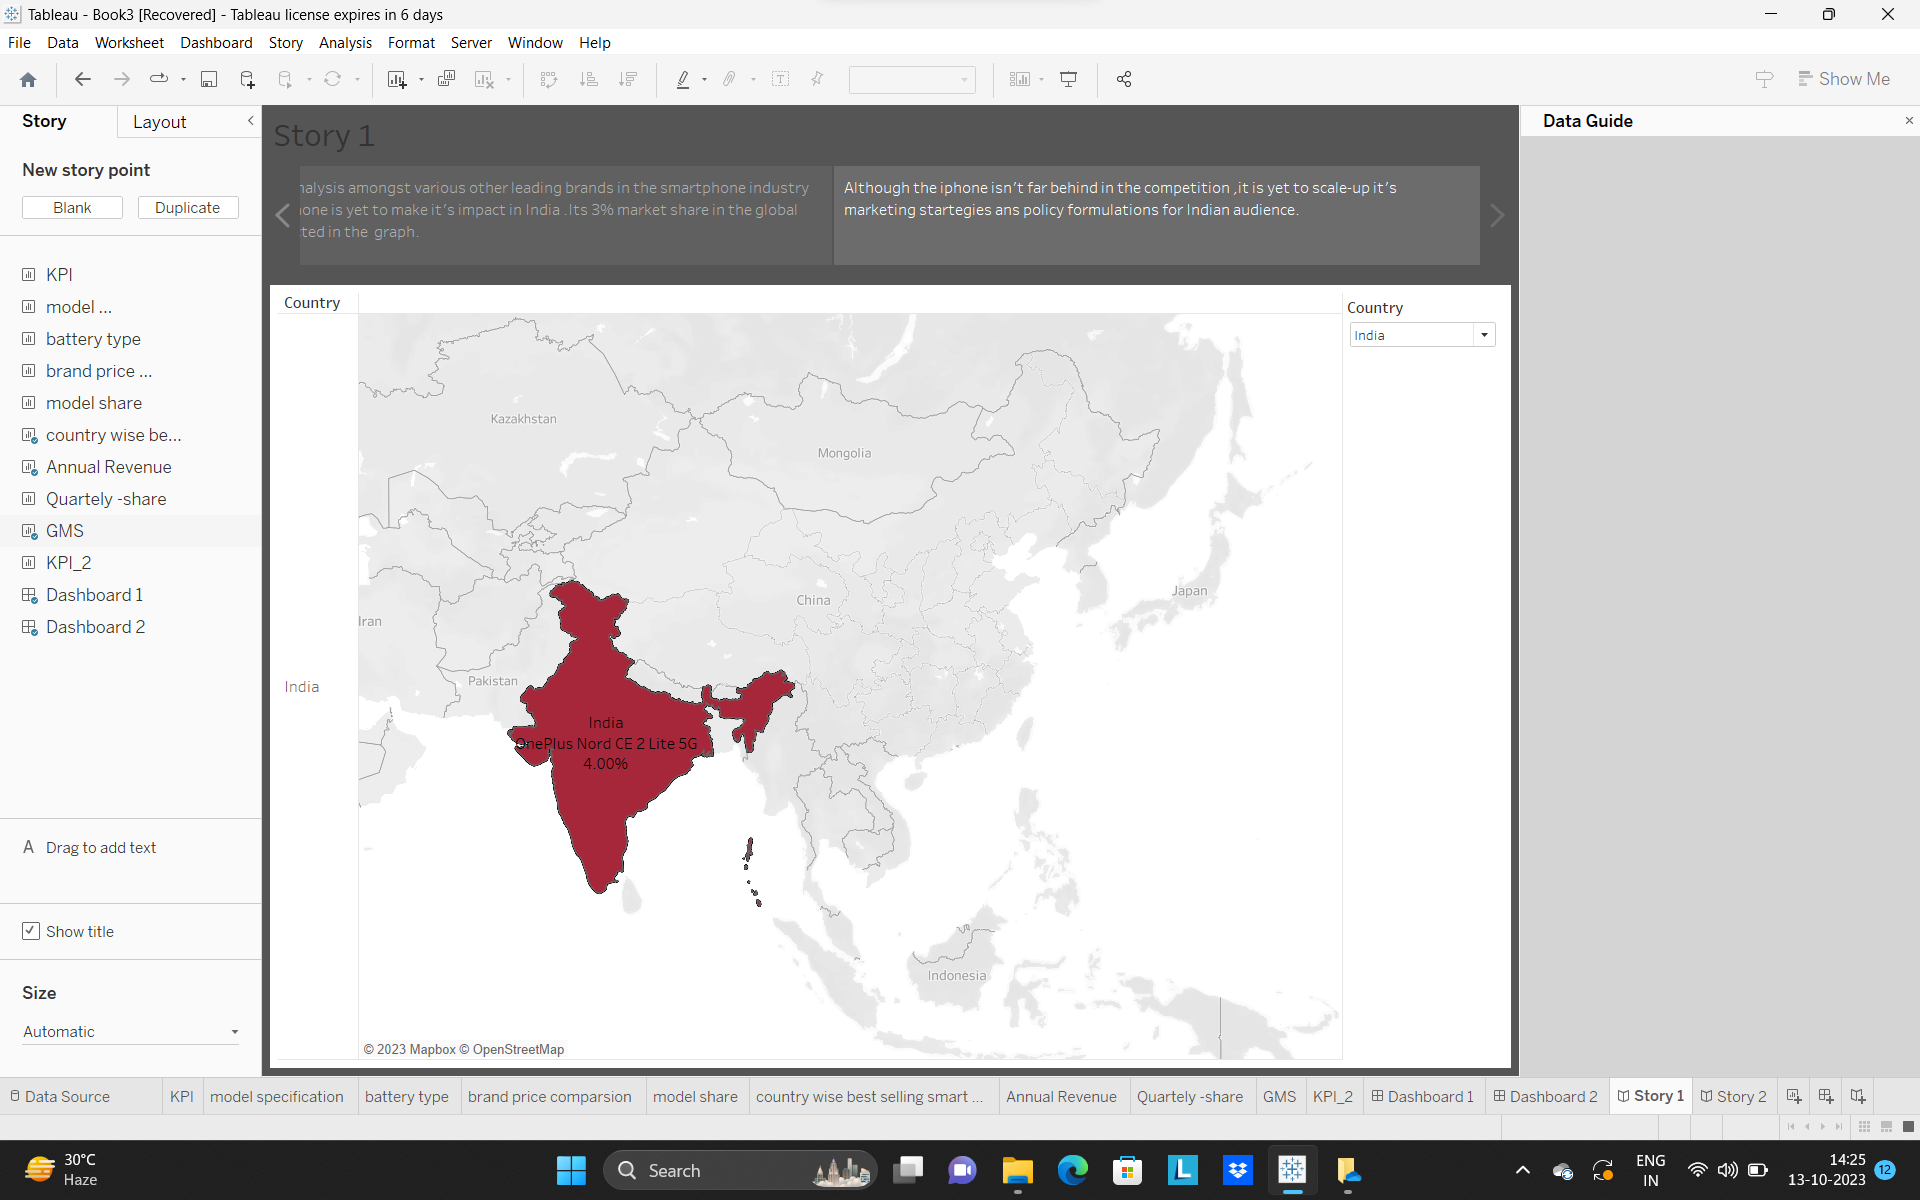 Tableau - Book3 [Recovered] - Tableau license expires in 6 days
File Data Worksheet Dashboard Story Analysis Format Server Window Help
Show Me
Story Layout
New story point
Blank Duplicate
KPI
model ...
battery type
brand price ...
model share
country wise be...
Annual Revenue
Quartely -share
GMS
KPI_2
Dashboard 1
Dashboard 2
A Drag to add text
Show title
Size
Automatic
Story 1
nalysis amongst various other leading brands in the smartphone industry
one is yet to make it's impact in India .Its 3% market share in the global
ted in the graph.
Although the iphone isn't far behind in the competition ,it is yet to scale-up it's
marketing startegies ans policy formulations for Indian audience.
Country
India
Kazakhstan
Mongolia
China
Japan
Iran
Pakistan
India
OnePlus Nord CE 2 Lite 5G
4.00%
Indonesia
© 2023 Mapbox © OpenStreetMap
Country
India
Data Guide
Data Source KPI model specification battery type brand price comparsion model share country wise best selling smart ... Annual Revenue Quartely -share GMS KPI_2 Dashboard 1 Dashboard 2 Story 1 Story 2
30°C
Haze
Search
ENG
IN
14:25
13-10-2023
12